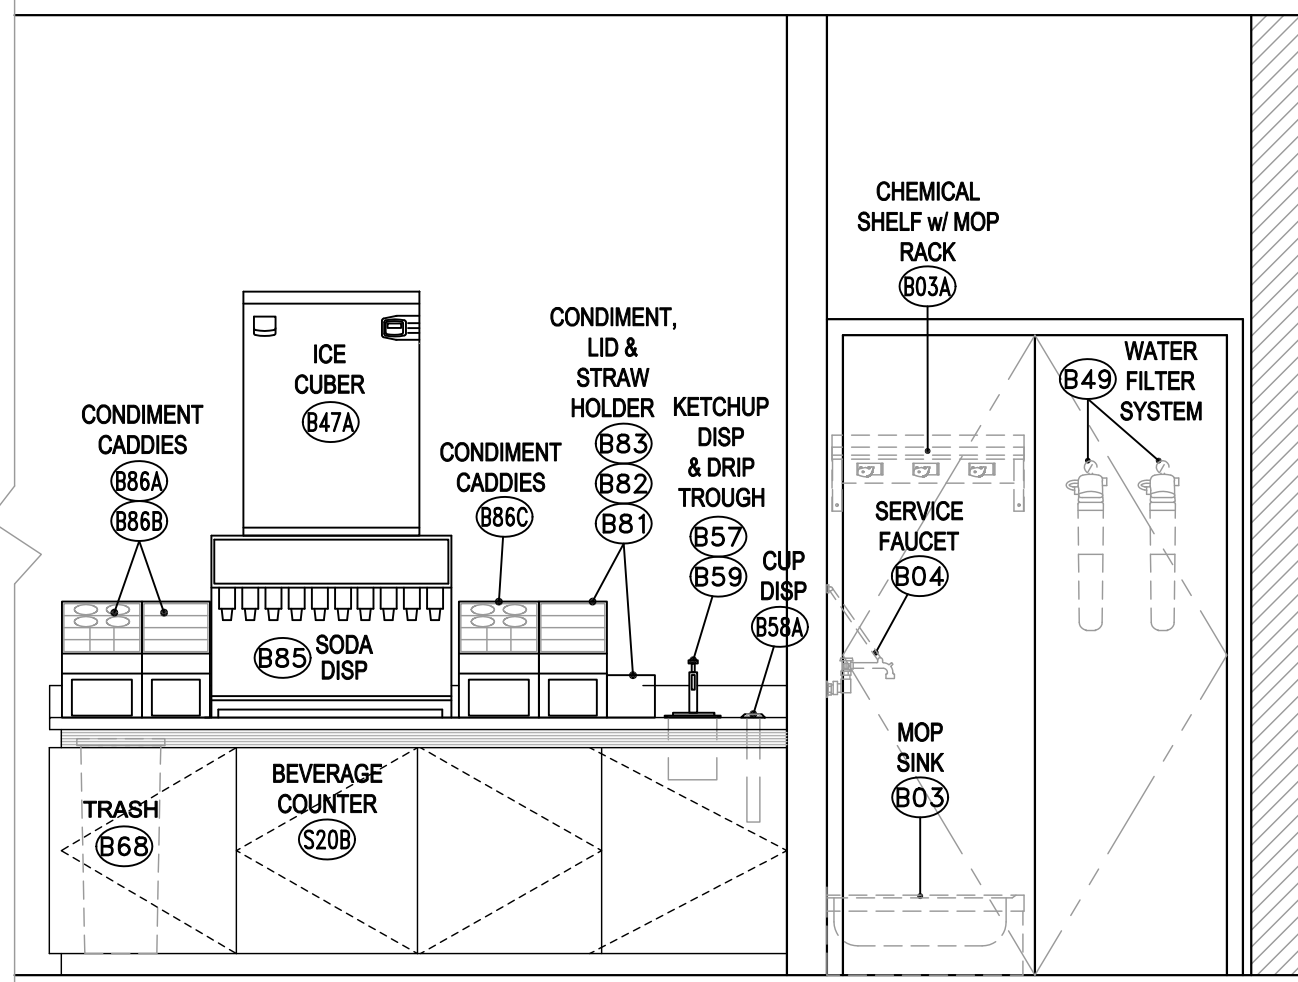 CHEMICAL
SHELF w/ MOP
RACK
B03A
CONDIMENT,
LID &
STRAW
HOLDER
B83
B82
B81
ICE
CUBER
B47A
WATER
FILTER
SYSTEM
B49
CONDIMENT
CADDIES
B86A
B86B
KETCHUP
DISP
& DRIP
TROUGH
B57
B59
CONDIMENT
CADDIES
B86C
SERVICE
FAUCET
B04
CUP
DISP
B58A
B85
SODA
DISP
MOP
SINK
B03
BEVERAGE
COUNTER
S20B
TRASH
B68